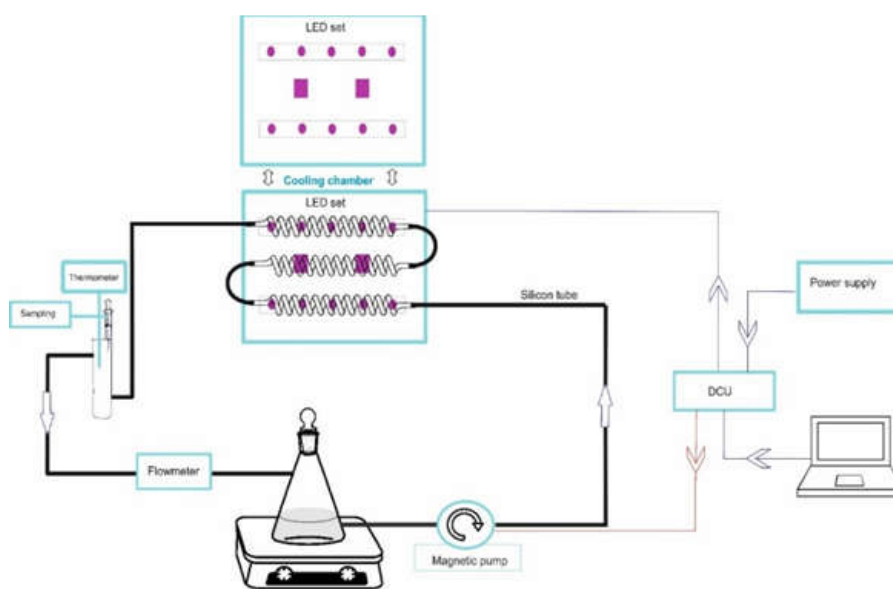 LED set
Cooling chamber
LED set
Thermometer
Sampling
Silicon tube
Power supply
DCU
Flowmeter
Magnetic pump